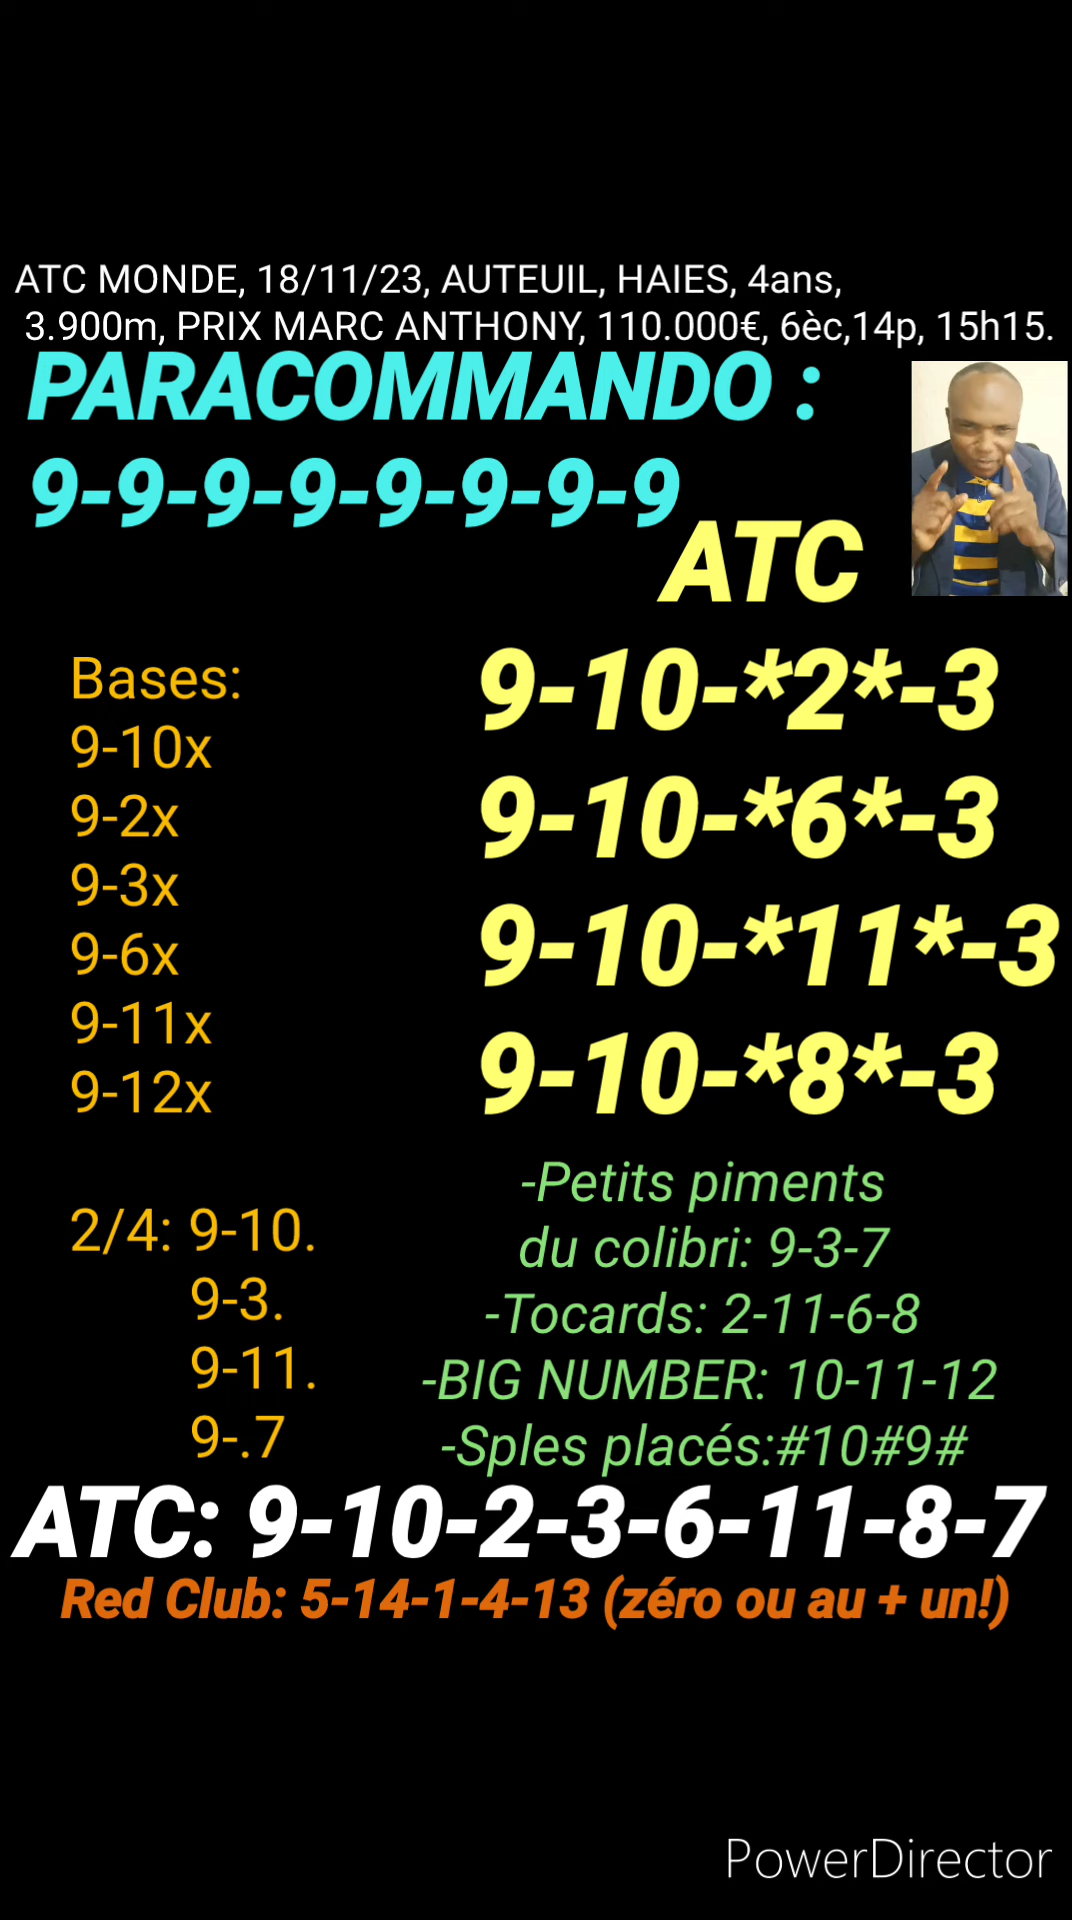 ATC MONDE, 18/11/23, AUTEUIL, HAIES, 4ans,
3.900m, PRIX MARC ANTHONY, 110.000€, 6èc,14p, 15h15.
PARACOMMANDO :
9-9-9-9-9-9-9-9
ATC
9-10-*2*-3
9-10-*6*-3
9-10-*11*-3
9-10-*8*-3
Bases:
9-10x
9-2x
9-3x
9-6x
9-11x
9-12x
2/4: 9-10.
9-3.
9-11.
9-.7
-Petits piments
du colibri: 9-3-7
-Tocards: 2-11-6-8
-BIG NUMBER: 10-11-12
-Sples placés:#10#9#
ATC: 9-10-2-3-6-11-8-7
Red Club: 5-14-1-4-13 (zéro ou au + un!)
PowerDirector